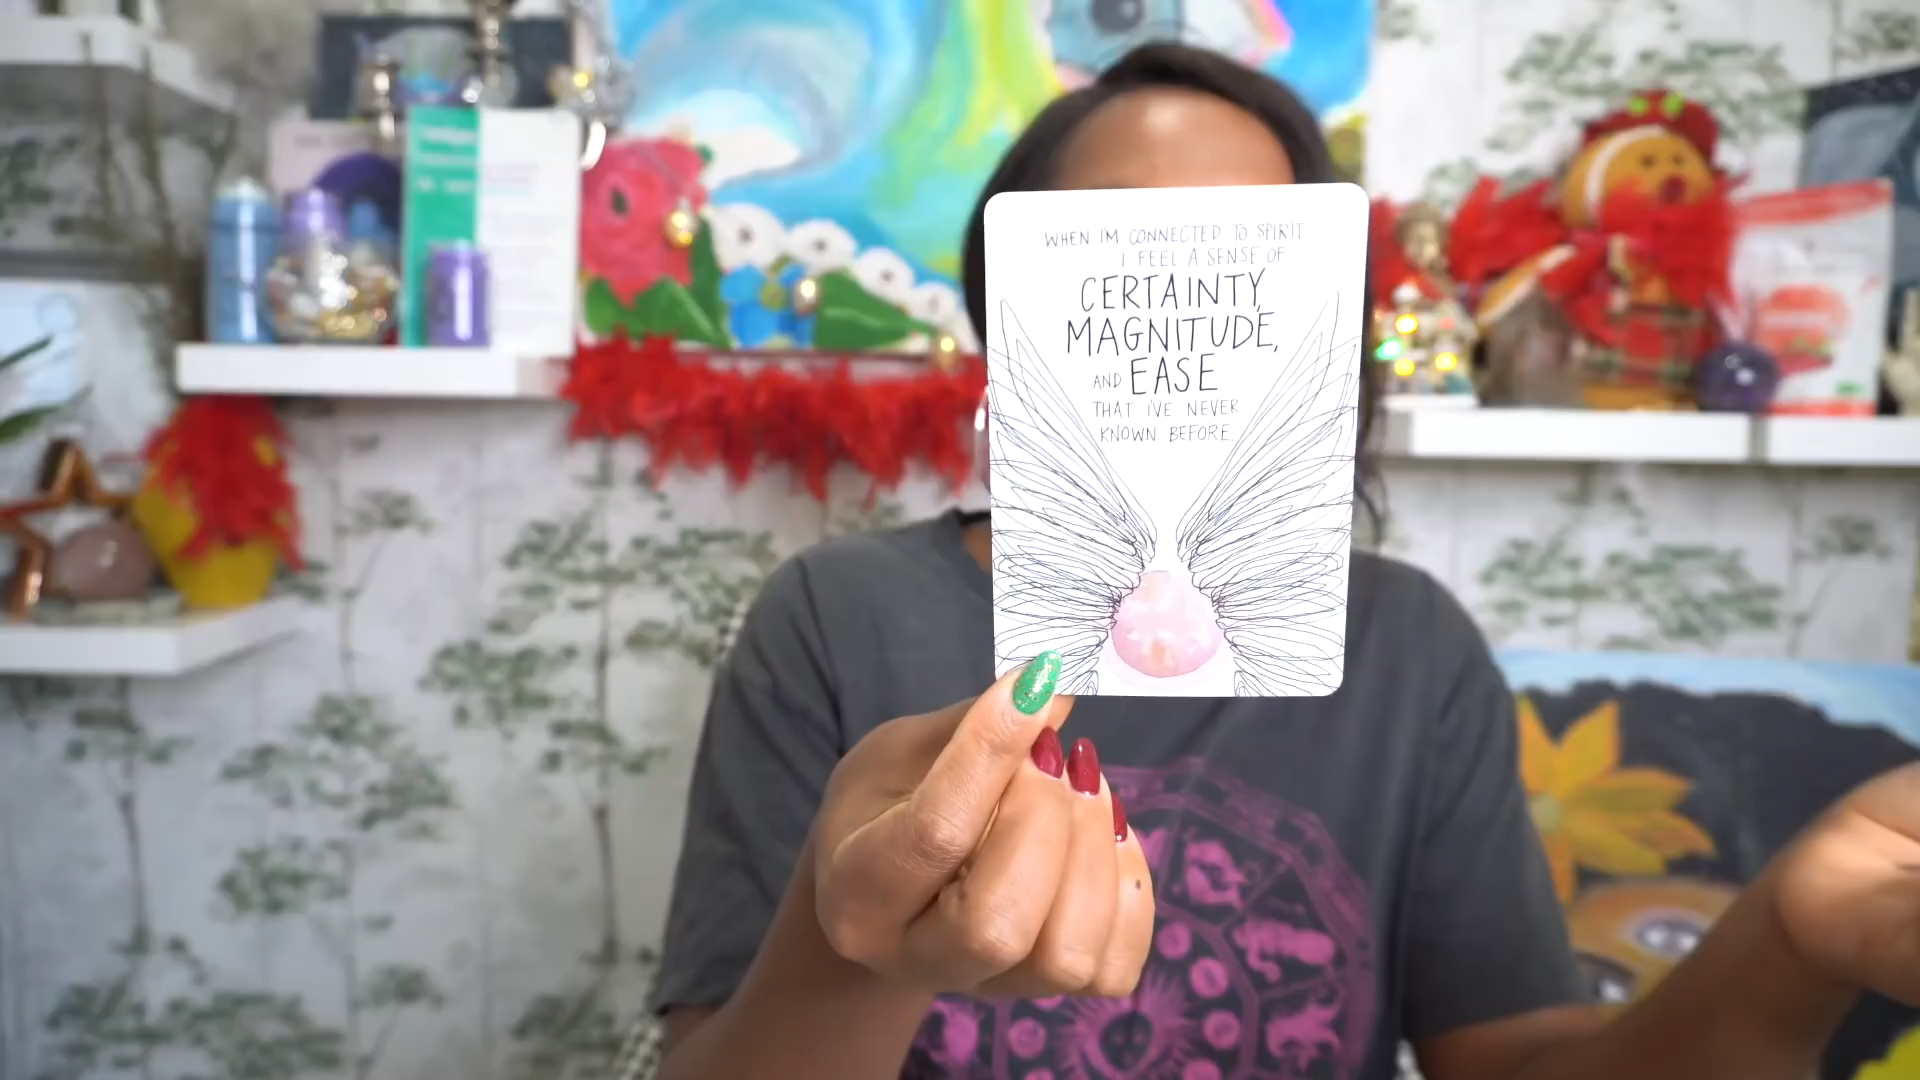 WHEN I'M CONNECTED TO SPIRIT
I FEEL A SENSE OF
CERTAINTY,
MAGNITUDE,
AND EASE
THAT I'VE NEVER
KNOWN BEFORE.